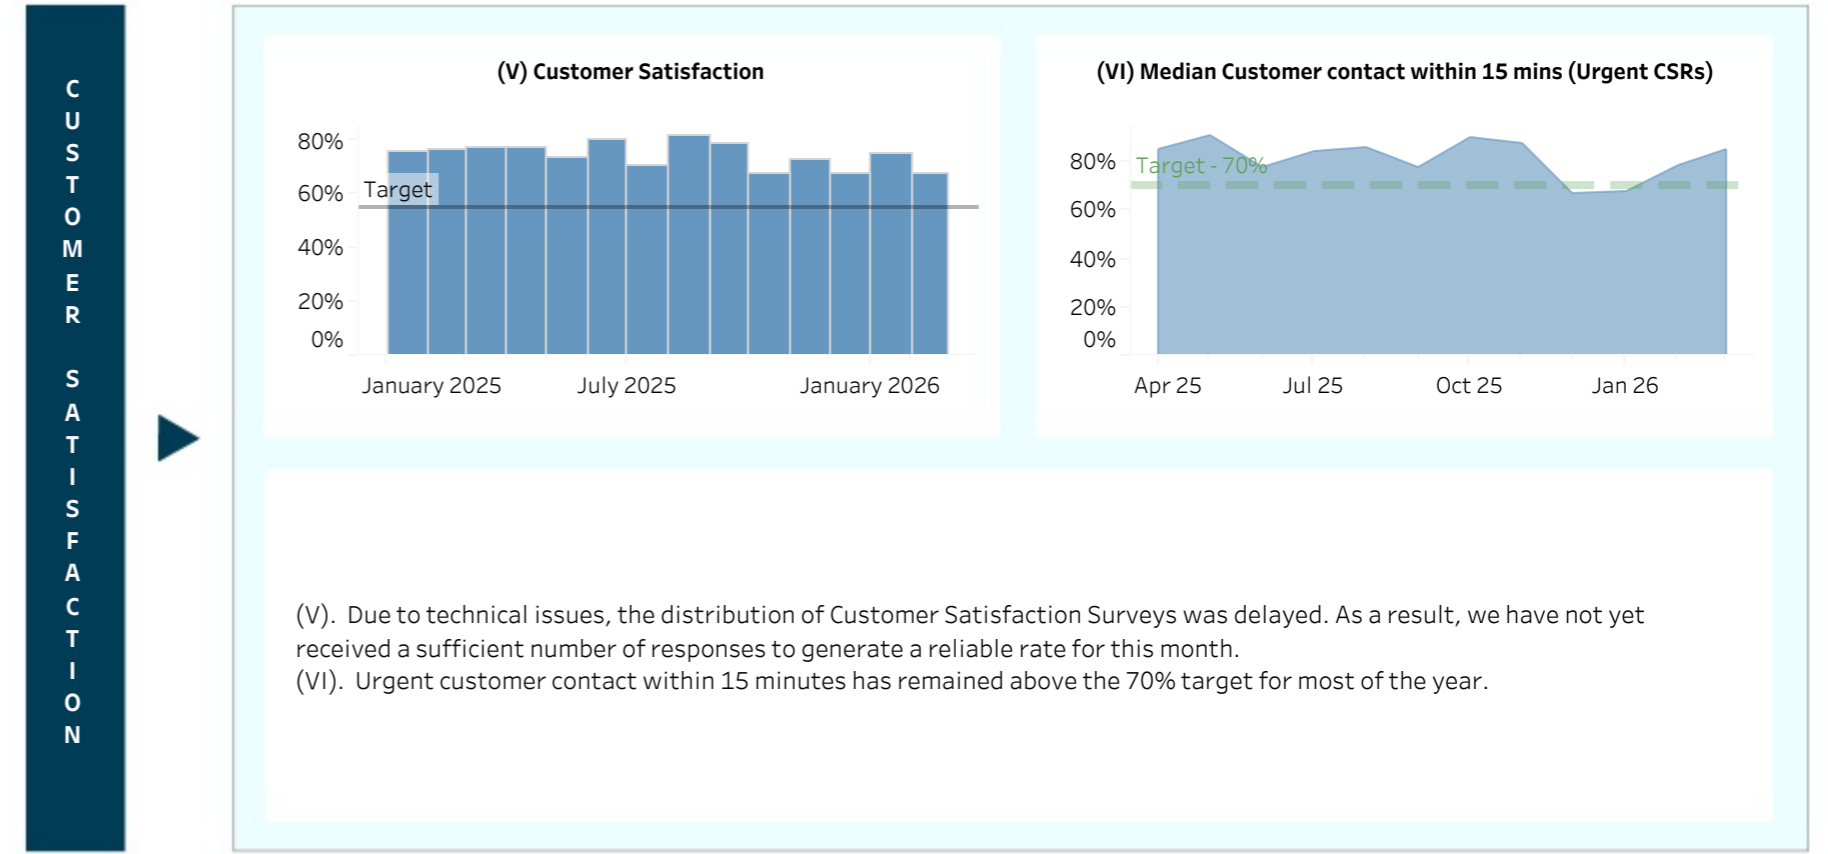 CUSTOMER SATISFACTION
(V) Customer Satisfaction
80%
60%
40%
20%
0%
Target
January 2025
July 2025
January 2026
(VI) Median Customer contact within 15 mins (Urgent CSRs)
80%
60%
40%
20%
0%
Target - 70%
Apr 25
Jul 25
Oct 25
Jan 26
(V). Due to technical issues, the distribution of Customer Satisfaction Surveys was delayed. As a result, we have not yet
received a sufficient number of responses to generate a reliable rate for this month.
(VI). Urgent customer contact within 15 minutes has remained above the 70% target for most of the year.